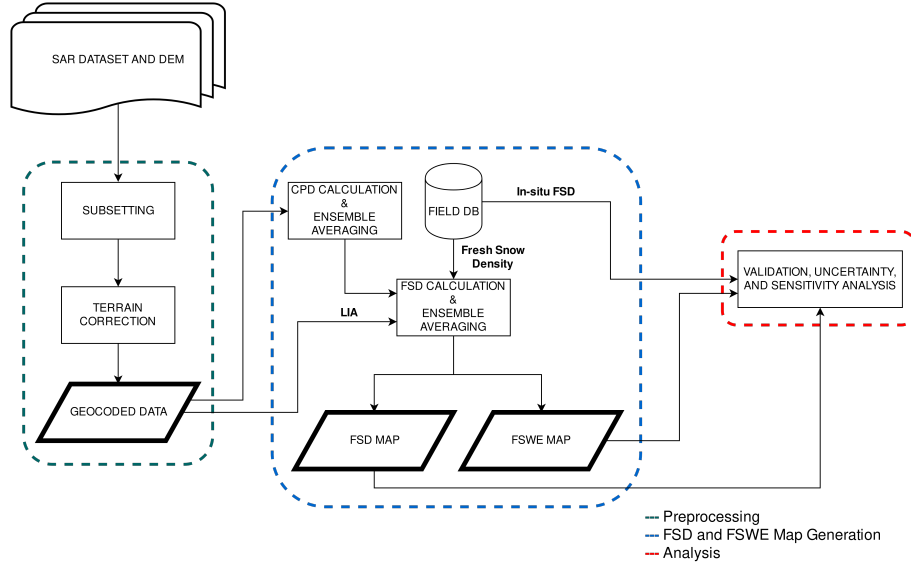 SAR DATASET AND DEM
SUBSETTING
TERRAIN
CORRECTION
GEOCODED DATA
CPD CALCULATION
&
ENSEMBLE
AVERAGING
FIELD DB
In-situ FSD
Fresh Snow
Density
FSD CALCULATION
&
ENSEMBLE
AVERAGING
LIA
FSD MAP
FSWE MAP
VALIDATION, UNCERTAINTY,
AND SENSITIVITY ANALYSIS
--- Preprocessing
--- FSD and FSWE Map Generation
--- Analysis